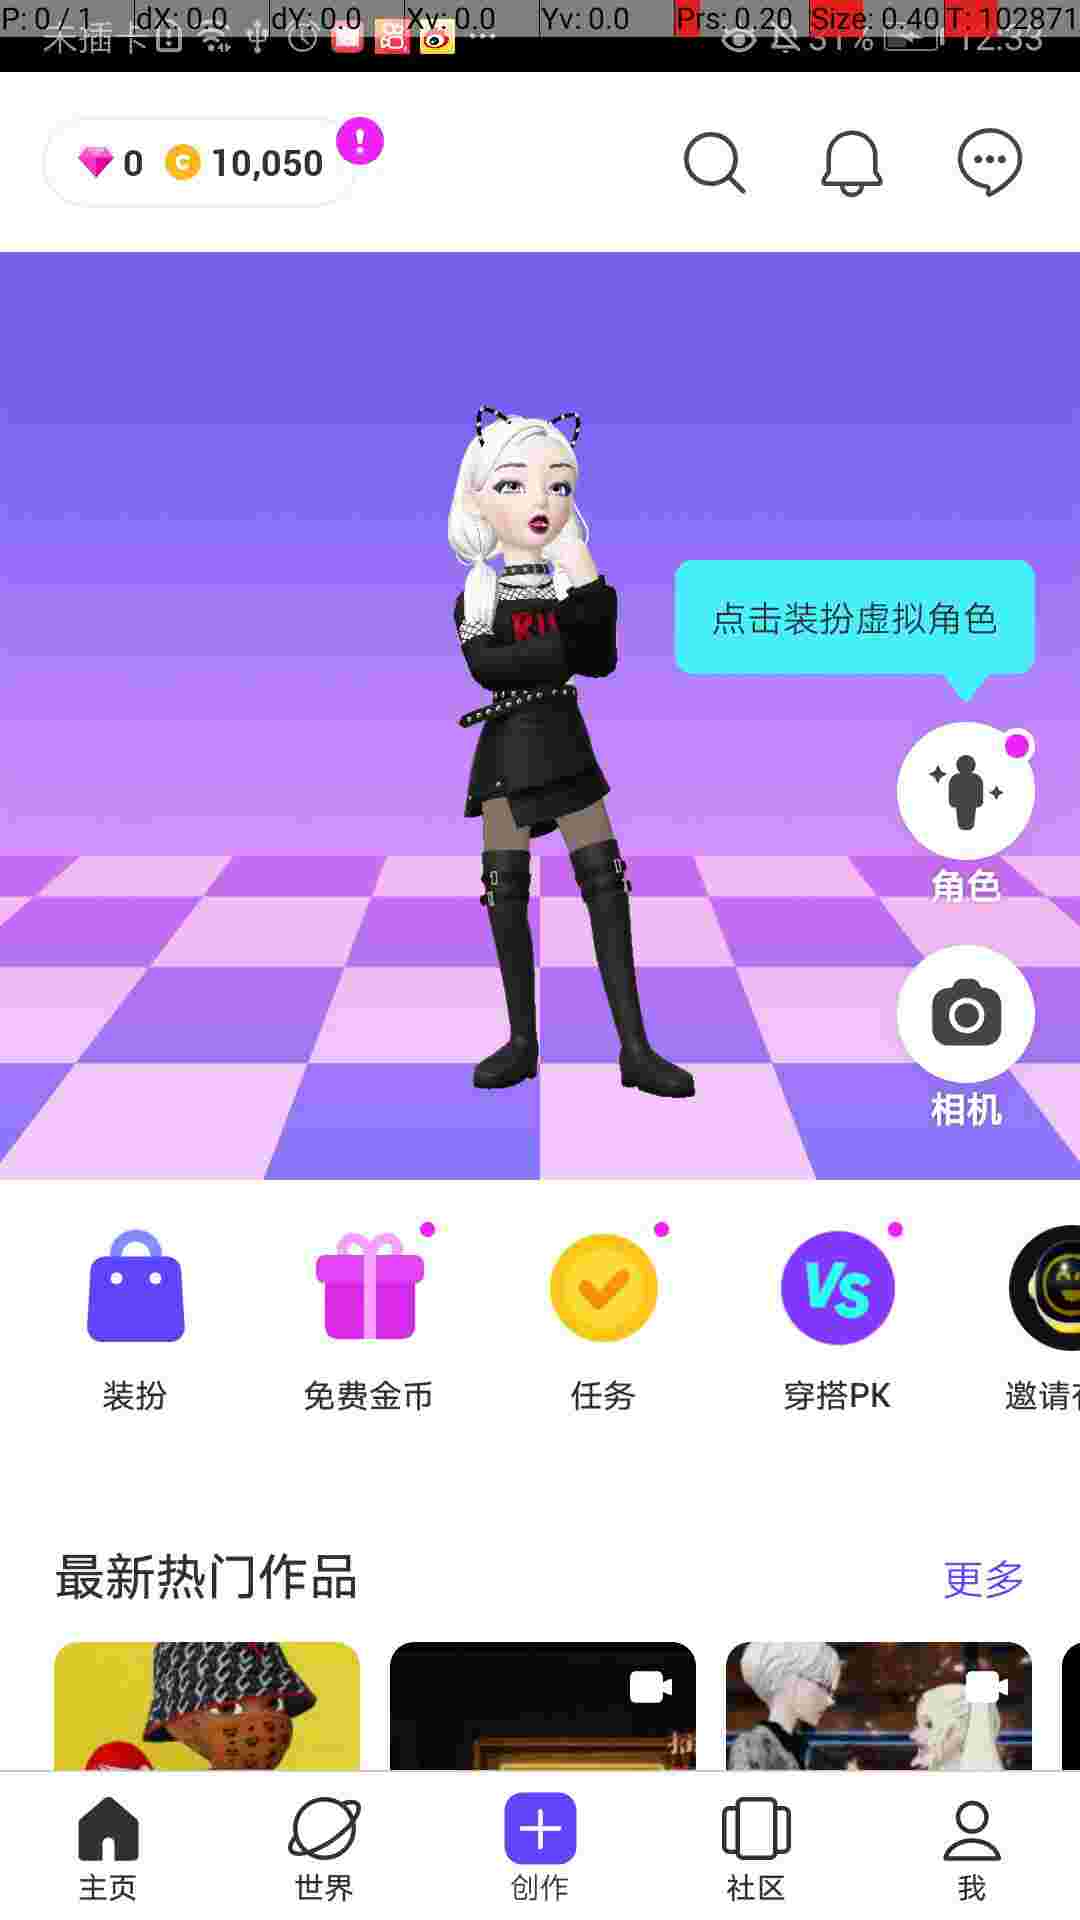 P: 0 / 1 dX: 0.0 dY: 0.0 Xv: 0.0 Yv: 0.0 Prs: 0.20 Size: 0.40 T: 102871
未插卡 31% 12:33
0 C 10,050 !
点击装扮虚拟角色
角色
相机
VS
装扮 免费金币 任务 穿搭PK 邀请
最新热门作品 更多
主页 世界 创作 社区 我